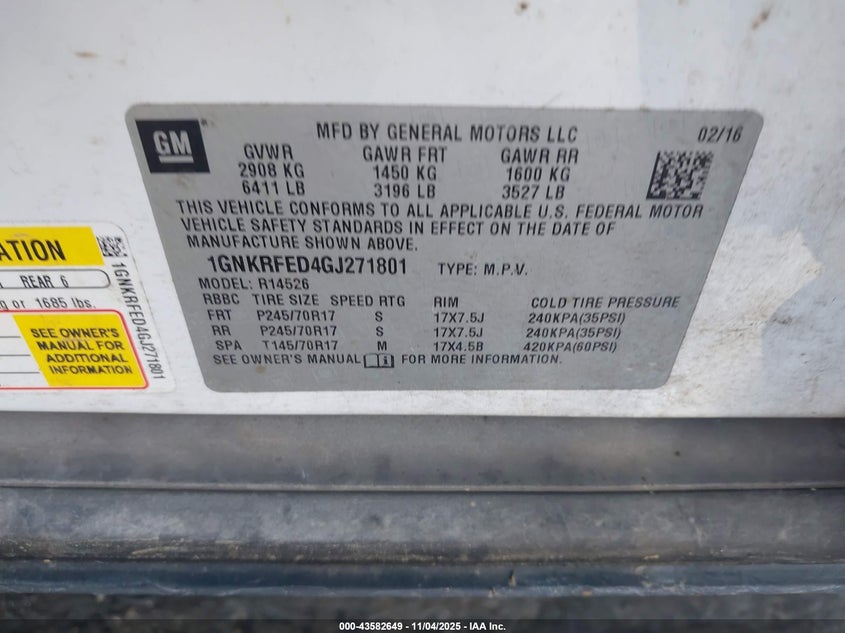 GM
MFD BY GENERAL MOTORS LLC 02/16
GVWR GAWR FRT GAWR RR
2908 KG 1450 KG 1600 KG
6411 LB 3196 LB 3527 LB
THIS VEHICLE CONFORMS TO ALL APPLICABLE U.S. FEDERAL MOTOR
VEHICLE SAFETY STANDARDS IN EFFECT ON THE DATE OF
MANUFACTURE SHOWN ABOVE.
1GNKRFED4GJ271801 TYPE: M.P.V.
MODEL: R14526
RBBC TIRE SIZE SPEED RTG RIM COLD TIRE PRESSURE
FRT P245/70R17 S 17X7.5J 240KPA(35PSI)
RR P245/70R17 S 17X7.5J 240KPA(35PSI)
SPA T145/70R17 M 17X4.5B 420KPA(60PSI)
SEE OWNER'S MANUAL FOR MORE INFORMATION.
ATION
REAR 6
or 1685 lbs.
SEE OWNER'S
MANUAL FOR
ADDITIONAL
INFORMATION
1GNKRFED4GJ271801
000-43582649 - 11/04/2025 - IAA Inc.